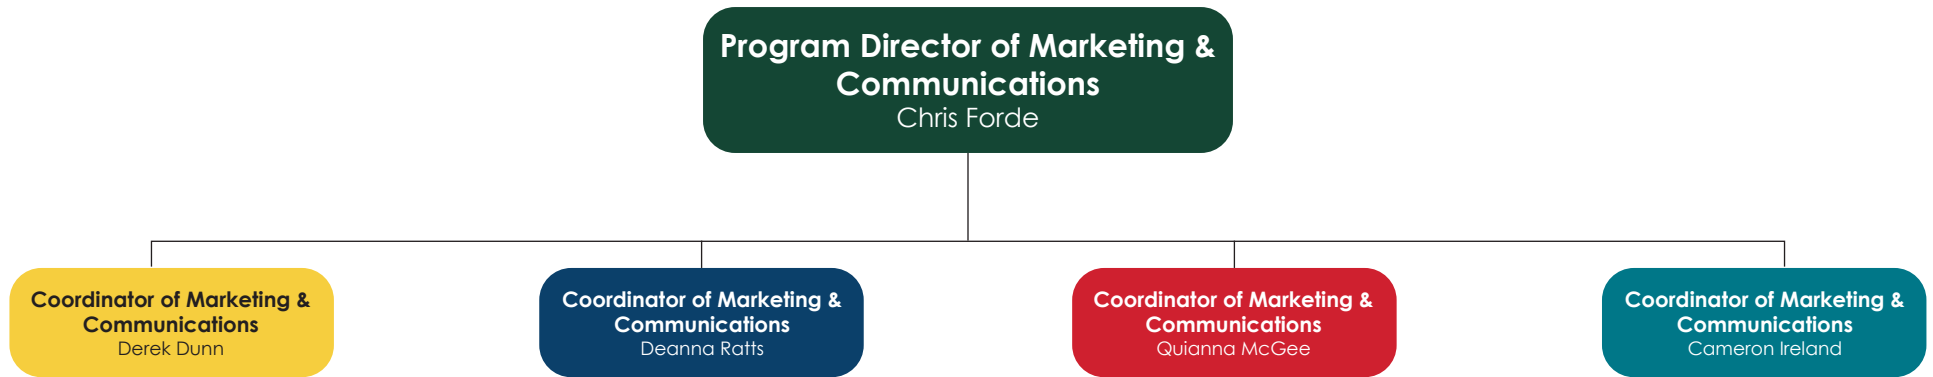 Program Director of Marketing &
Communications
Chris Forde
Coordinator of Marketing &
Communications
Derek Dunn
Coordinator of Marketing &
Communications
Deanna Ratts
Coordinator of Marketing &
Communications
Quianna McGee
Coordinator of Marketing &
Communications
Cameron Ireland